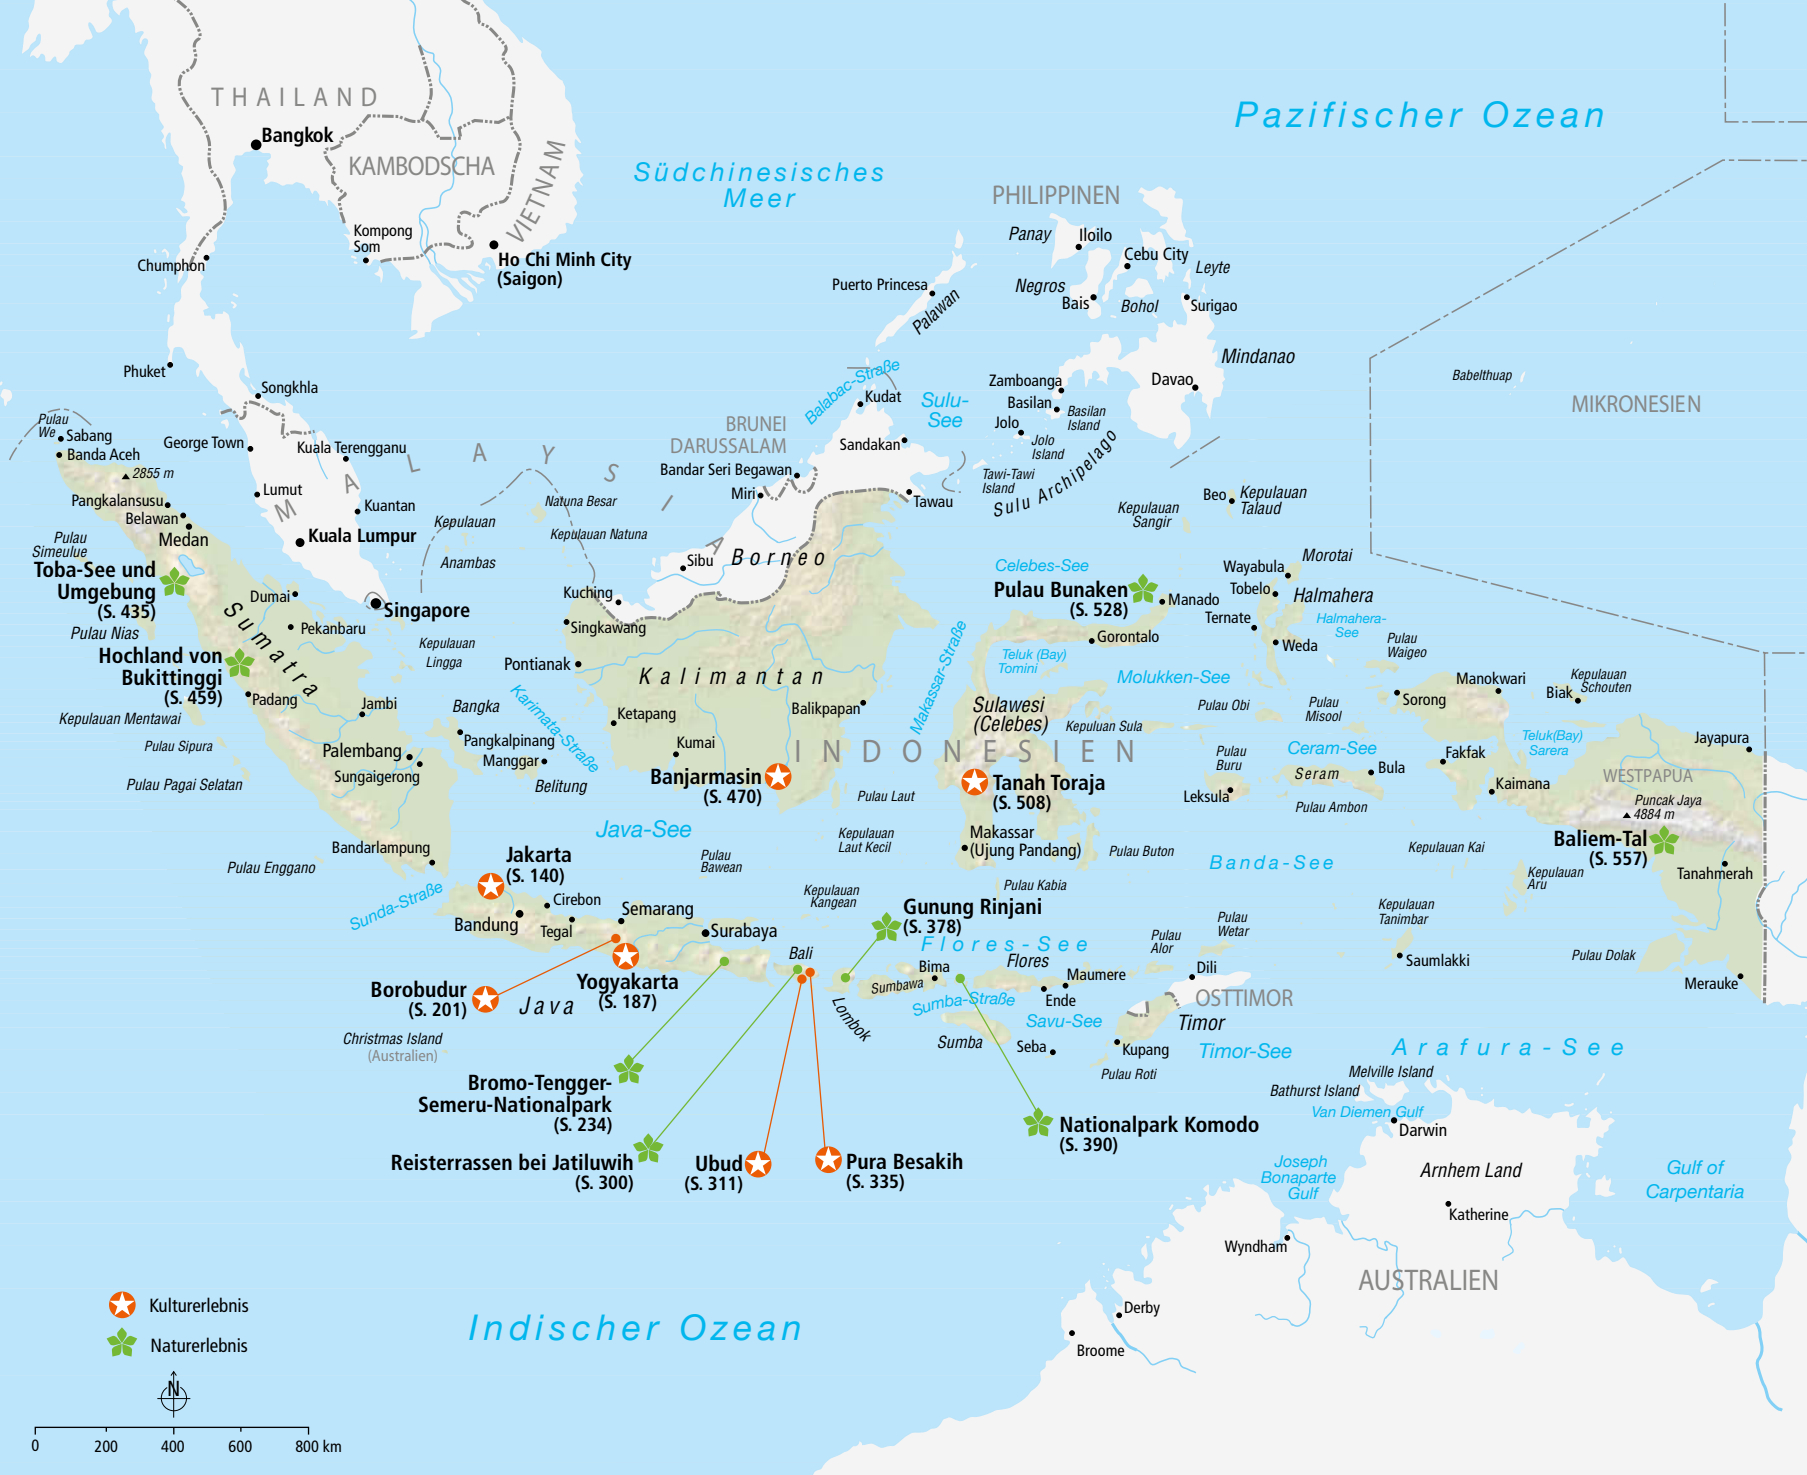 THAILAND
Bangkok
KAMBODSCHA
VIETNAM
Kompong
Som
Chumphon
Ho Chi Minh City
(Saigon)
Südchinesisches
Meer
Pazifischer Ozean
PHILIPPINEN
Panay
Iloilo
Cebu City
Leyte
Negros
Bais
Bohol
Surigao
Puerto Princesa
Palawan
Mindanao
Phuket
Songkhla
Balabac-Straße
Kudat
Sulu-
See
Zamboanga
Davao
Basilan
Basilan
Island
Jolo
Jolo
Island
Babelthuap
MIKRONESIEN
Pulau
We
Sabang
Banda Aceh
2855 m
George Town
Kuala Terengganu
MALAYSIA
BRUNEI
DARUSSALAM
Bandar Seri Begawan
Sandakan
Miri
Tawau
Tawi-Tawi
Island
Sulu Archipelago
Pangkalansusu
Belawan
Medan
Lumut
Kuantan
Kuala Lumpur
Natuna Besar
Kepulauan Natuna
Kepulauan
Anambas
Kepulauan
Sangir
Beo
Kepulauan
Talaud
Pulau
Simeulue
Toba-See und
Umgebung
(S. 435)
Dumai
Singapore
Sibu
Borneo
Kuching
Singkawang
Celebes-See
Pulau Bunaken
(S. 528)
Manado
Gorontalo
Wayabula
Morotai
Tobelo
Halmahera
Ternate
Halmahera-
See
Weda
Pulau Nias
Sumatra
Pekanbaru
Hochland von
Bukittinggi
(S. 459)
Padang
Kepulauan
Lingga
Pontianak
Kalimantan
Makassar-Straße
Teluk (Bay)
Tomini
Molukken-See
Pulau
Waigeo
Kepulauan Mentawai
Jambi
Bangka
Karimata-Straße
Ketapang
Balikpapan
Sulawesi
(Celebes)
Kepuluan Sula
Pulau Obi
Pulau
Misool
Sorong
Manokwari
Biak
Kepulauan
Schouten
Pulau Sipura
Palembang
Sungaigerong
Pangkalpinang
Manggar
Belitung
Kumai
Banjarmasin
(S. 470)
INDONESIEN
Tanah Toraja
(S. 508)
Pulau
Buru
Leksula
Ceram-See
Seram
Bula
Pulau Ambon
Teluk(Bay)
Sarera
Fakfak
Kaimana
Jayapura
WESTPAPUA
Puncak Jaya
4884 m
Baliem-Tal
(S. 557)
Pulau Pagai Selatan
Pulau Laut
Java-See
Kepulauan
Laut Kecil
Makassar
(Ujung Pandang)
Pulau Buton
Banda-See
Kepulauan Kai
Kepulauan
Aru
Tanahmerah
Bandarlampung
Pulau Enggano
Pulau
Bawean
Pulau Kabia
Sunda-Straße
Jakarta
(S. 140)
Cirebon
Bandung
Tegal
Semarang
Surabaya
Kepulauan
Kangean
Gunung Rinjani
(S. 378)
Flores-See
Pulau
Wetar
Pulau
Alor
Kepulauan
Tanimbar
Saumlakki
Pulau Dolak
Merauke
Borobudur
(S. 201)
Yogyakarta
(S. 187)
Java
Bali
Lombok
Sumbawa
Bima
Flores
Maumere
Ende
Sumba-Straße
Dili
OSTTIMOR
Christmas Island
(Australien)
Sumba
Savu-See
Seba
Kupang
Pulau Roti
Timor
Timor-See
Arafura-See
Bromo-Tengger-
Semeru-Nationalpark
(S. 234)
Reisterrassen bei Jatiluwih
(S. 300)
Ubud
(S. 311)
Pura Besakih
(S. 335)
Nationalpark Komodo
(S. 390)
Melville Island
Bathurst Island
Van Diemen Gulf
Darwin
Arnhem Land
Joseph
Bonaparte
Gulf
Gulf of
Carpentaria
Katherine
Wyndham
AUSTRALIEN
Derby
Broome
Indischer Ozean
Kulturerlebnis
Naturerlebnis
N
0 200 400 600 800 km